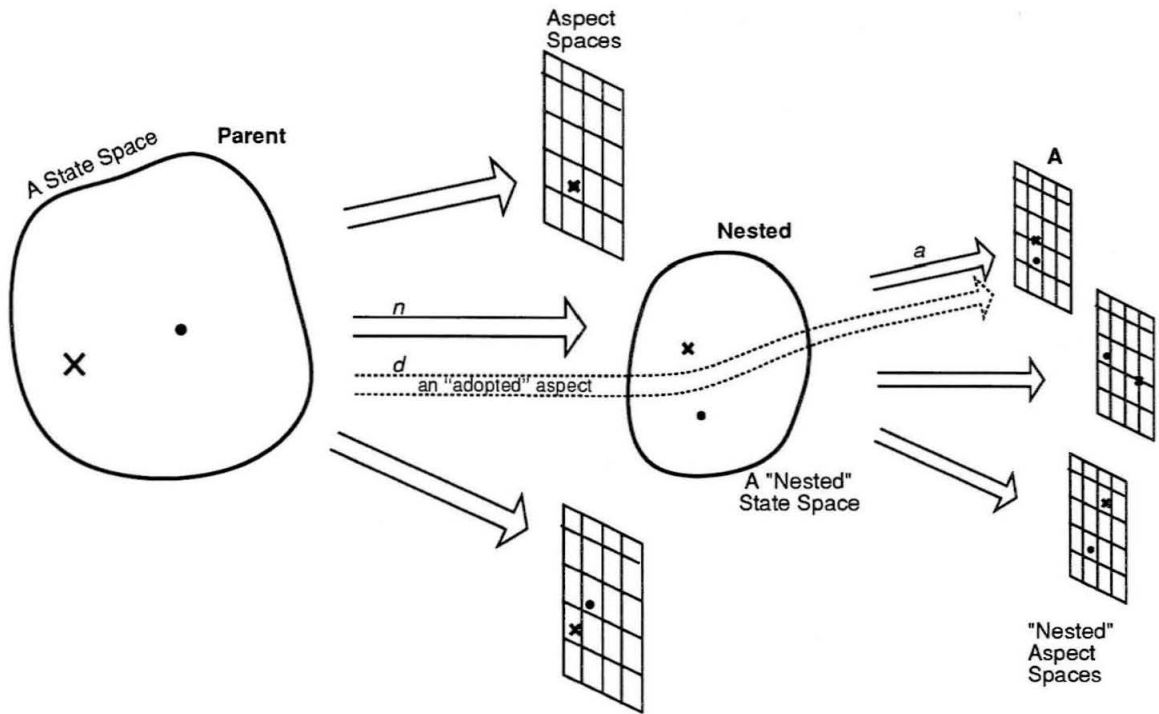 Aspect
Spaces
A State Space
Parent
A
Nested
a
n
d
an "adopted" aspect
A "Nested"
State Space
"Nested"
Aspect
Spaces